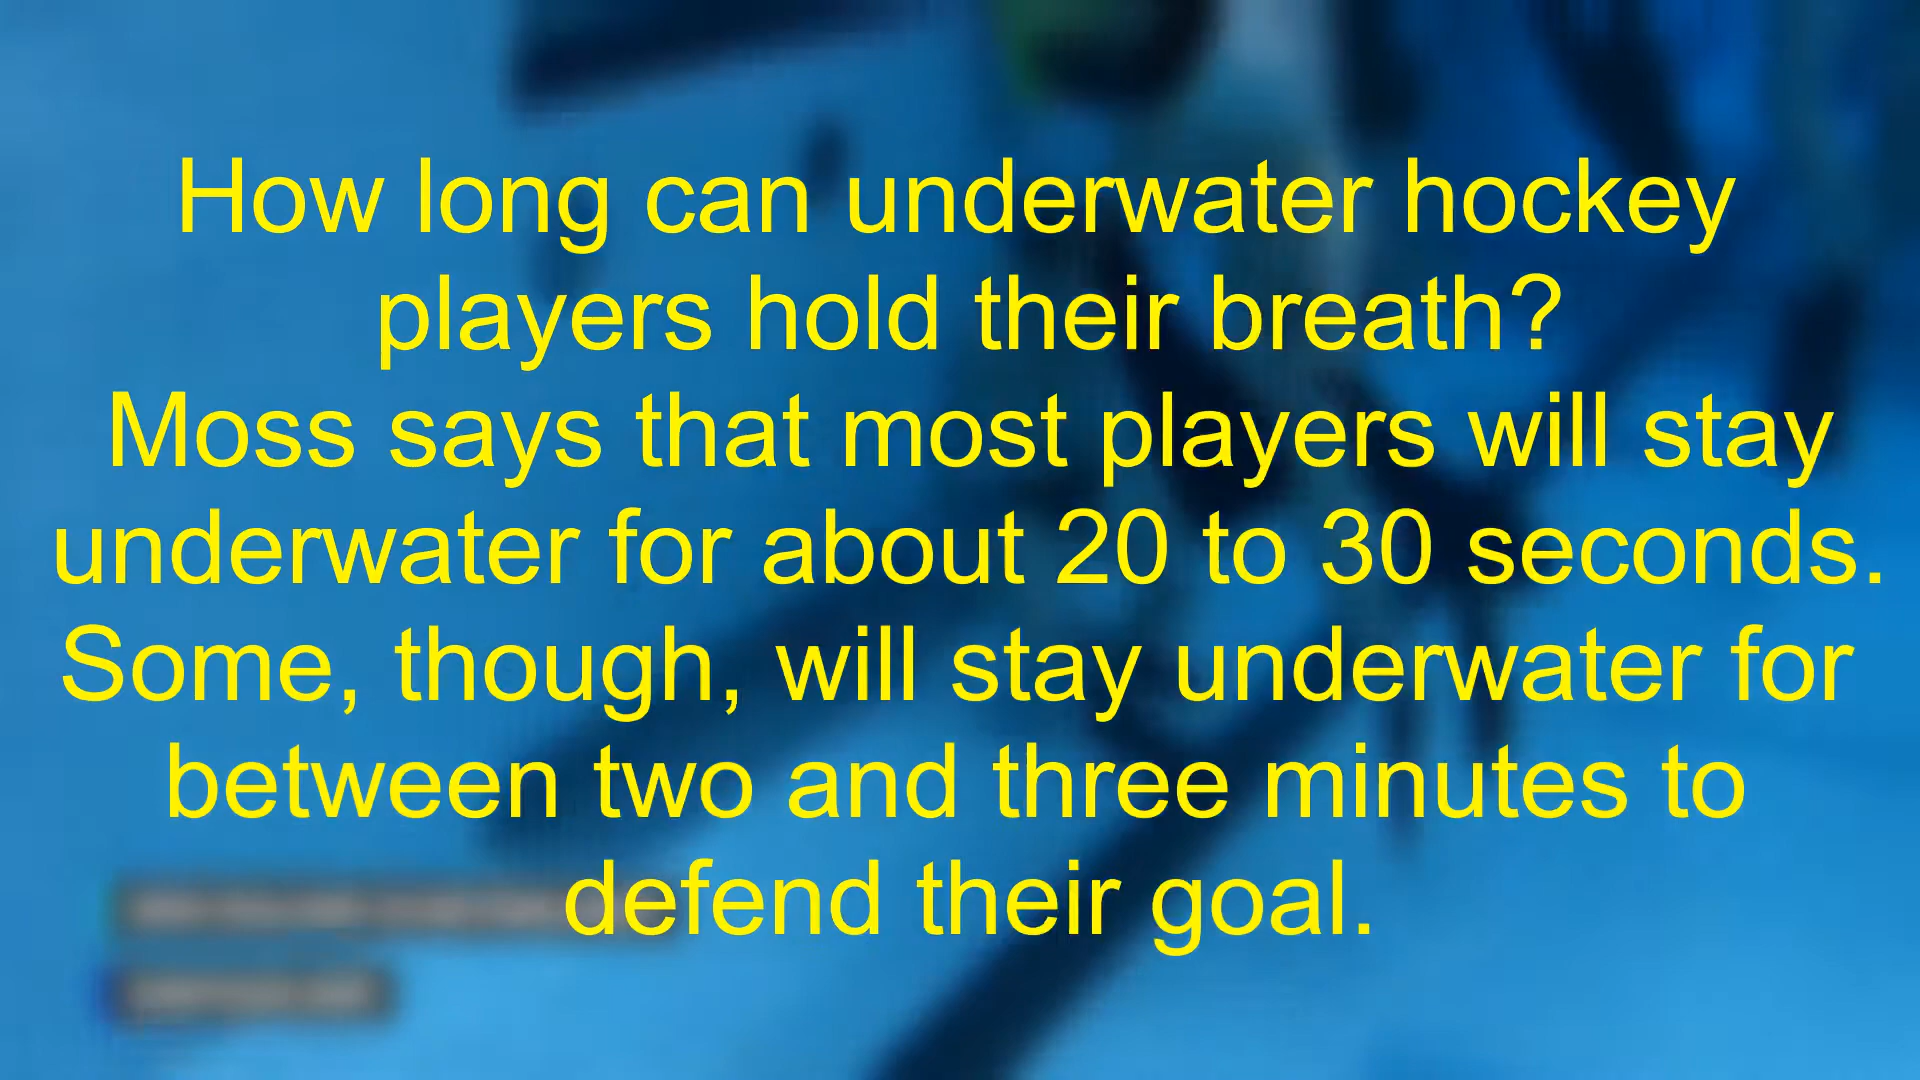 How long can underwater hockey
players hold their breath?
Moss says that most players will stay
underwater for about 20 to 30 seconds.
Some, though, will stay underwater for
between two and three minutes to
defend their goal.